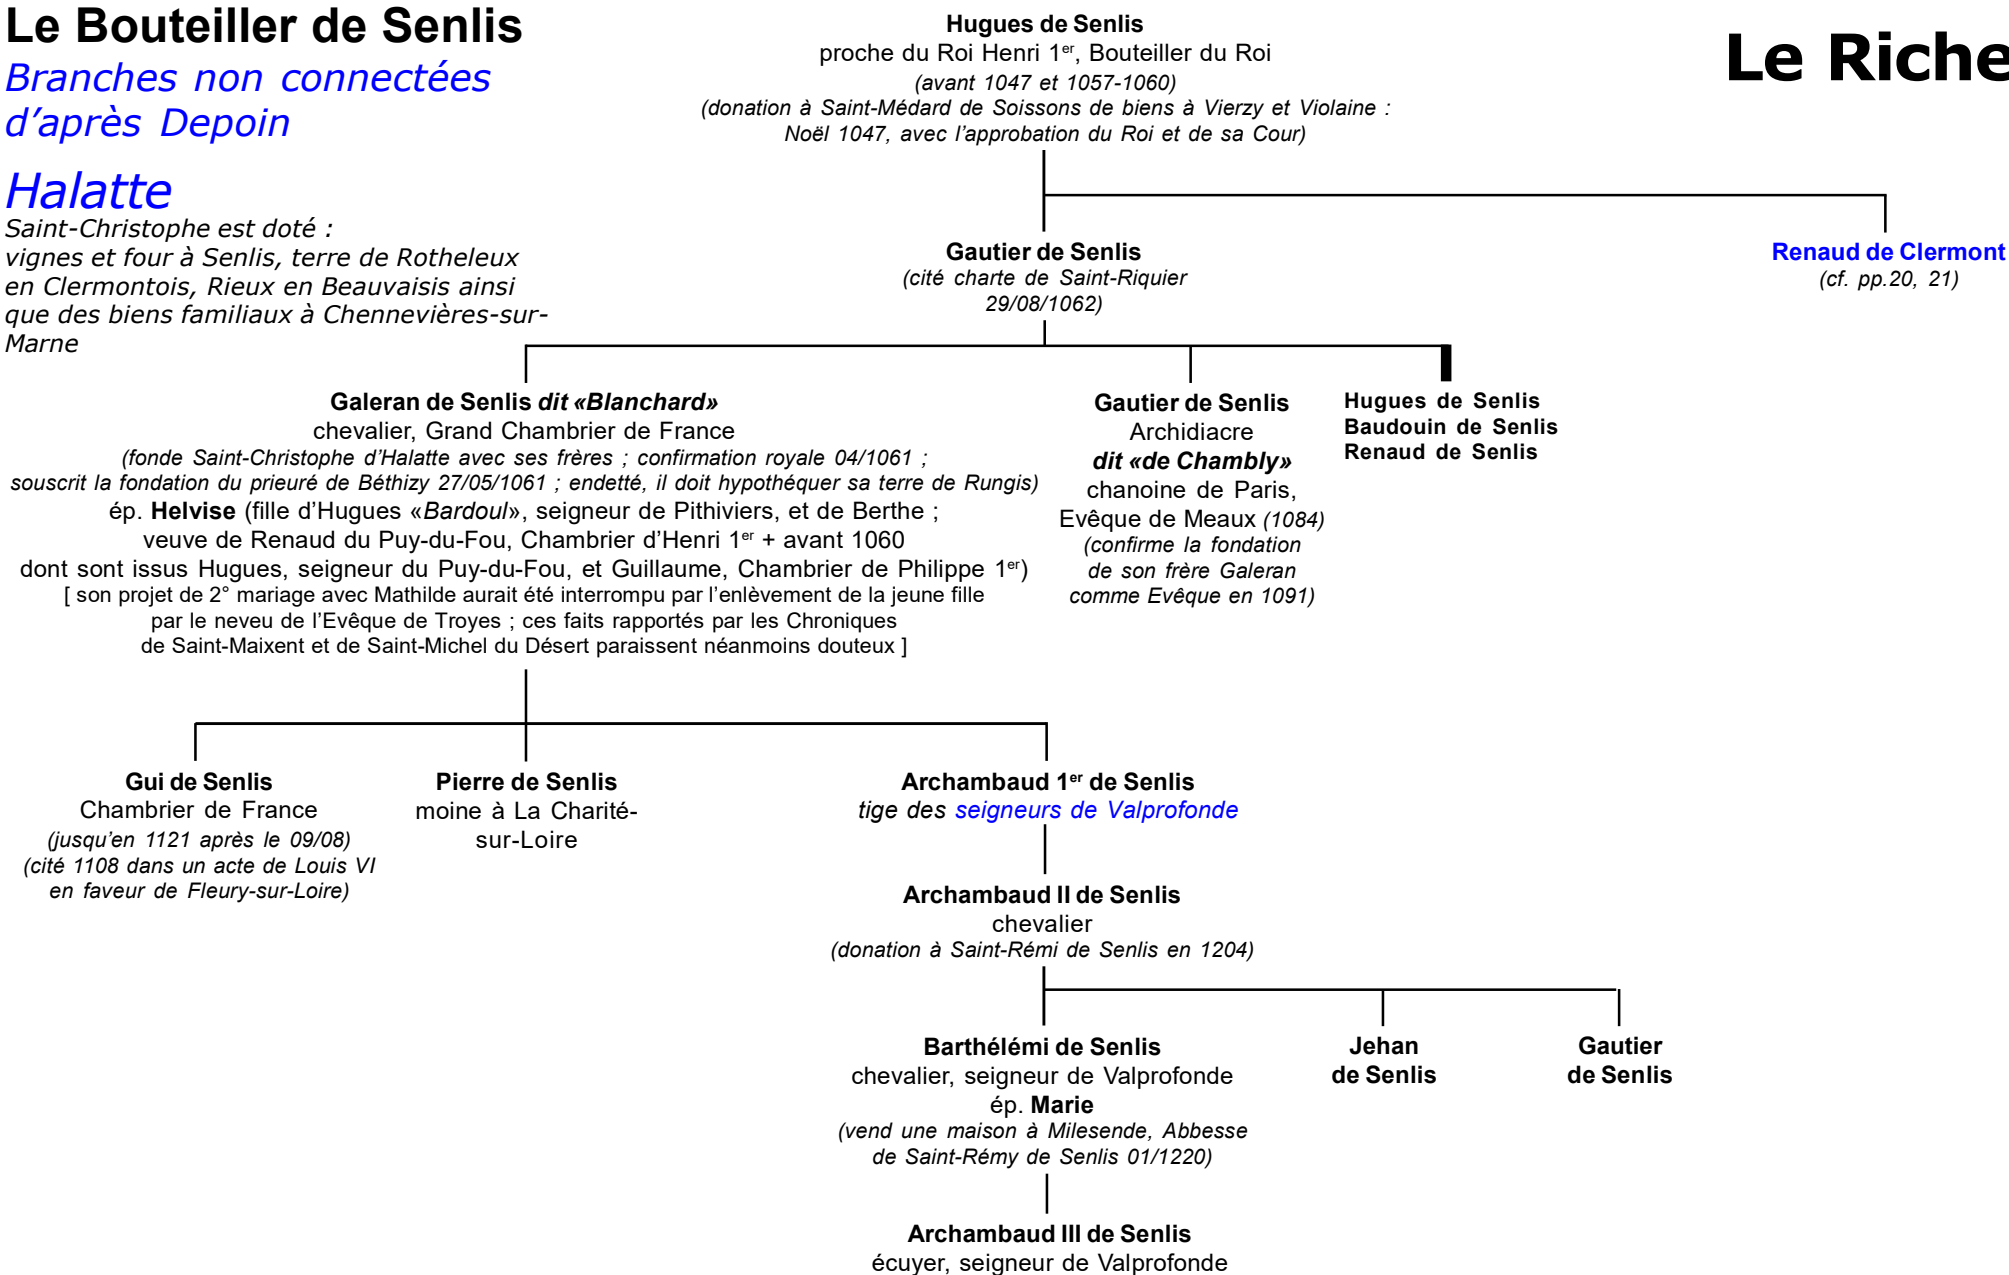 Le Bouteiller de Senlis
Branches non connectées
d’après Depoin
Halatte
Saint-Christophe est doté :
vignes et four à Senlis, terre de Rotheleux
en Clermontois, Rieux en Beauvaisis ainsi
que des biens familiaux à Chennevières-sur-
Marne
Le Riche
Hugues de Senlis
proche du Roi Henri 1er, Bouteiller du Roi
(avant 1047 et 1057-1060)
(donation à Saint-Médard de Soissons de biens à Vierzy et Violaine :
Noël 1047, avec l’approbation du Roi et de sa Cour)
Gautier de Senlis
(cité charte de Saint-Riquier
29/08/1062)
Renaud de Clermont
(cf. pp.20, 21)
Galeran de Senlis dit «Blanchard»
chevalier, Grand Chambrier de France
(fonde Saint-Christophe d’Halatte avec ses frères ; confirmation royale 04/1061 ;
souscrit la fondation du prieuré de Béthizy 27/05/1061 ; endetté, il doit hypothéquer sa terre de Rungis)
ép. Helvise (fille d’Hugues «Bardoul», seigneur de Pithiviers, et de Berthe ;
veuve de Renaud du Puy-du-Fou, Chambrier d’Henri 1er + avant 1060
dont sont issus Hugues, seigneur du Puy-du-Fou, et Guillaume, Chambrier de Philippe 1er)
[ son projet de 2° mariage avec Mathilde aurait été interrompu par l’enlèvement de la jeune fille
par le neveu de l’Evêque de Troyes ; ces faits rapportés par les Chroniques
de Saint-Maixent et de Saint-Michel du Désert paraissent néanmoins douteux ]
Gautier de Senlis
Archidiacre
dit «de Chambly»
chanoine de Paris,
Evêque de Meaux (1084)
(confirme la fondation
de son frère Galeran
comme Evêque en 1091)
Hugues de Senlis
Baudouin de Senlis
Renaud de Senlis
Gui de Senlis
Chambrier de France
(jusqu’en 1121 après le 09/08)
(cité 1108 dans un acte de Louis VI
en faveur de Fleury-sur-Loire)
Pierre de Senlis
moine à La Charité-
sur-Loire
Archambaud 1er de Senlis
tige des seigneurs de Valprofonde
Archambaud II de Senlis
chevalier
(donation à Saint-Rémi de Senlis en 1204)
Barthélémi de Senlis
chevalier, seigneur de Valprofonde
ép. Marie
(vend une maison à Milesende, Abbesse
de Saint-Rémy de Senlis 01/1220)
Jehan
de Senlis
Gautier
de Senlis
Archambaud III de Senlis
écuyer, seigneur de Valprofonde